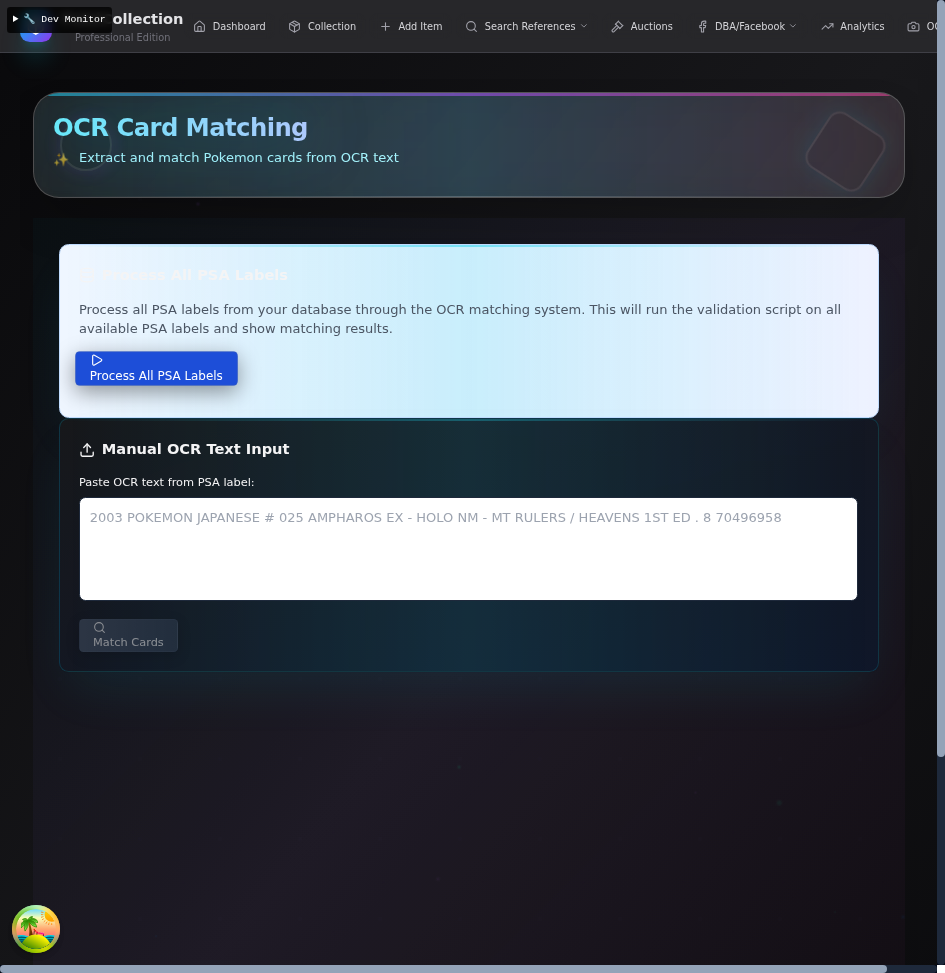 🔧 Dev Monitor
ollection
Professional Edition
Dashboard
Collection
Add Item
Search References
Auctions
DBA/Facebook
Analytics
OCR Card Matching
✨ Extract and match Pokemon cards from OCR text
Process All PSA Labels
Process all PSA labels from your database through the OCR matching system. This will run the validation script on all
available PSA labels and show matching results.
Process All PSA Labels
Manual OCR Text Input
Paste OCR text from PSA label:
2003 POKEMON JAPANESE # 025 AMPHAROS EX - HOLO NM - MT RULERS / HEAVENS 1ST ED . 8 70496958
Match Cards